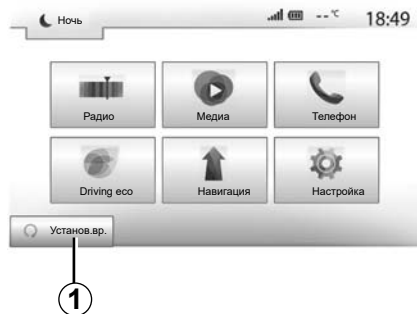 Ночь
--°C 18:49
Радио Медиа Телефон
Driving eco Навигация Настройка
Установ.вр.
1